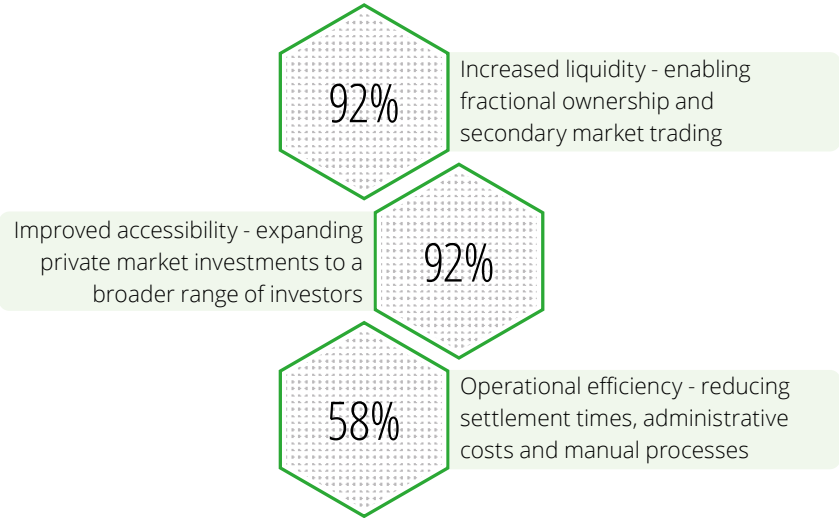 92%
Increased liquidity - enabling
fractional ownership and
secondary market trading
Improved accessibility - expanding
private market investments to a
broader range of investors
92%
58%
Operational efficiency - reducing
settlement times, administrative
costs and manual processes